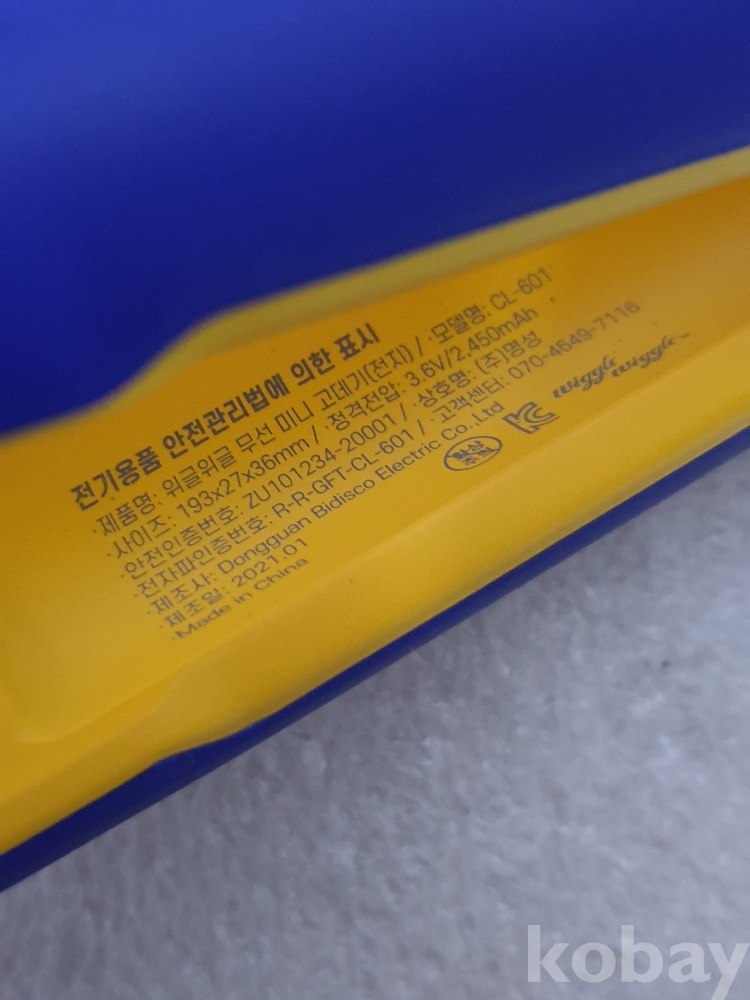 전기용품 안전관리법에 의한 표시
·제품명: 위글위글 무선 미니 고데기(전지) / ·모델명: CL-601
·사이즈: 193x27x36mm / ·정격전압: 3.6V/2,450mAh
·안전인증번호: ZU101234-20001 / ·상호명: (주)명성
·전자파인증번호: R-R-GFT-CL-601 / ·고객센터: 070-4649-7116
·제조사: Dongguan Bidisco Electric Co.,Ltd
·제조일: 2021.01
·Made in China
wiggle wiggle™
kobay